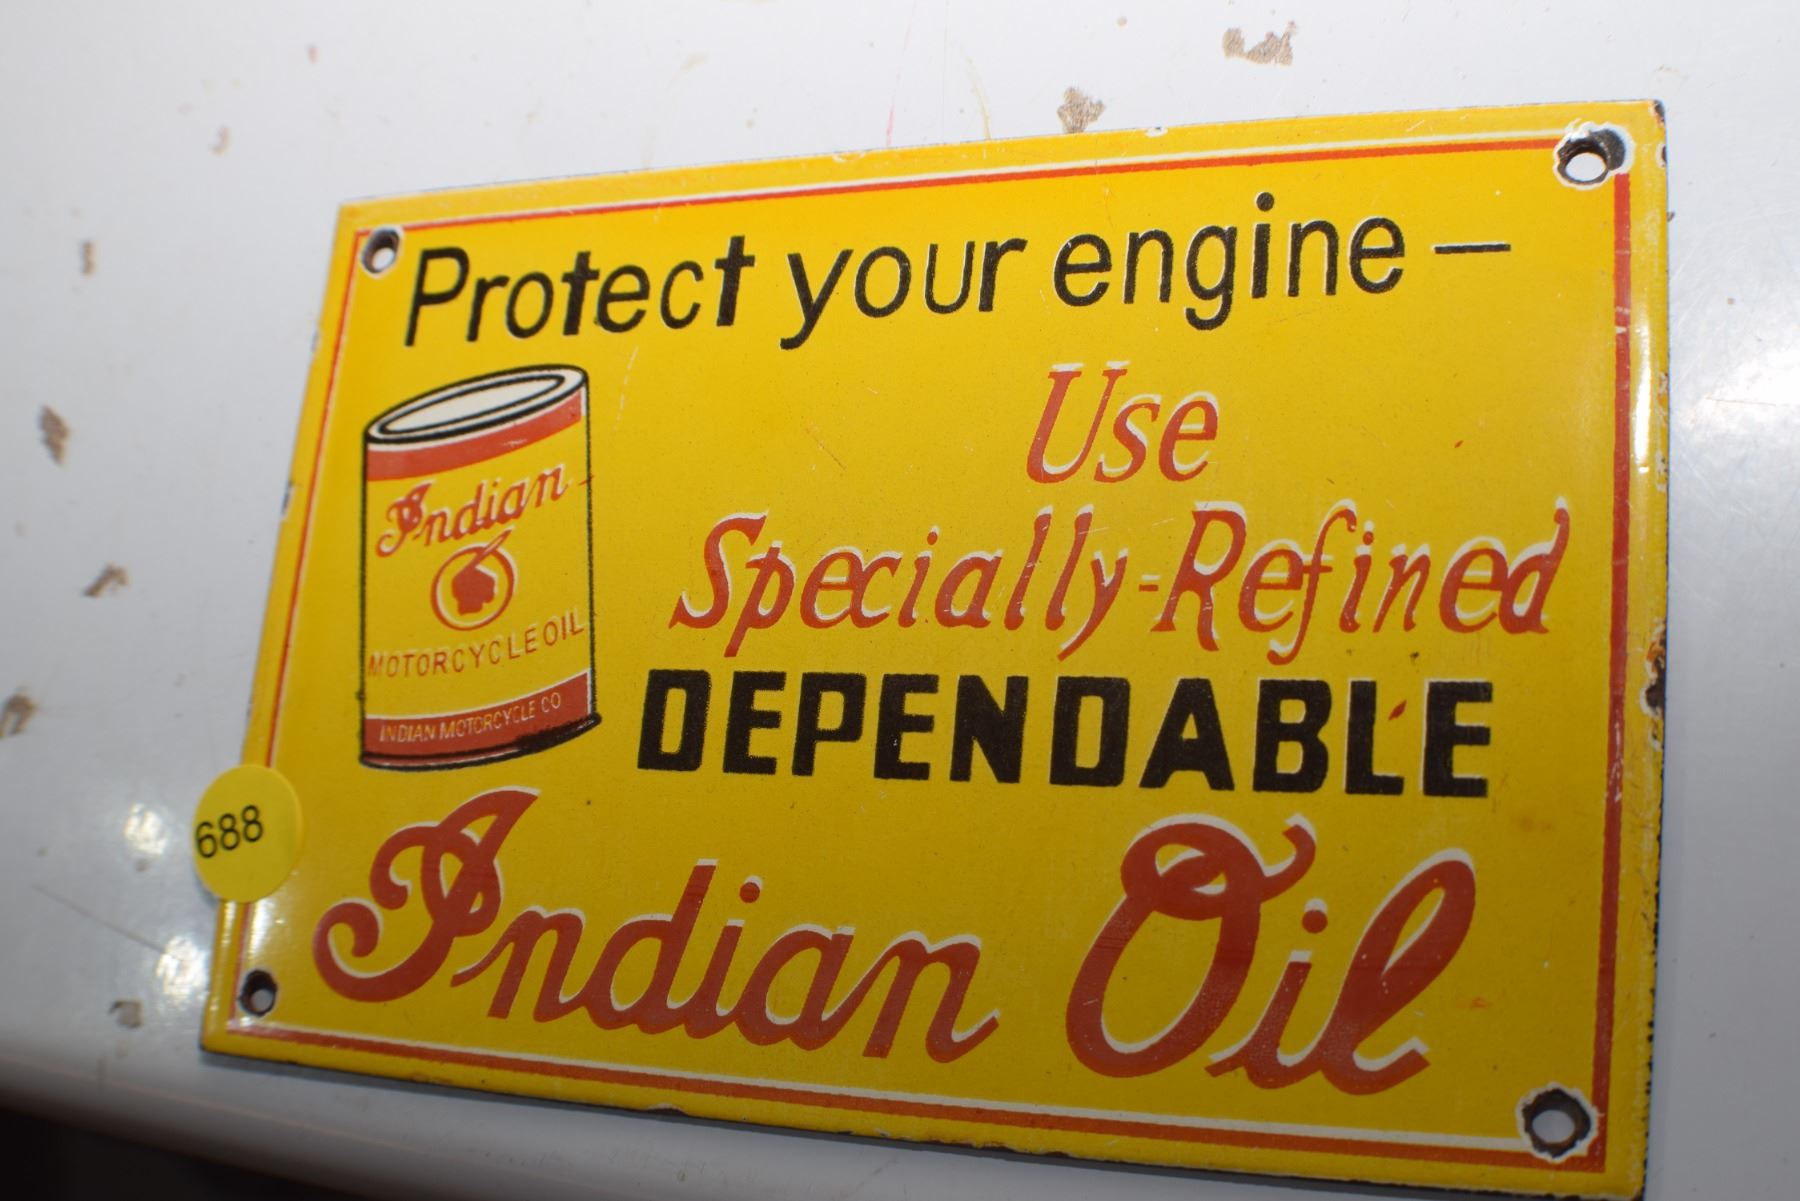 Protect your engine —
Use
Specially-Refined
DEPENDABLE
Indian Oil
Indian
MOTORCYCLE OIL
INDIAN MOTORCYCLE CO
688